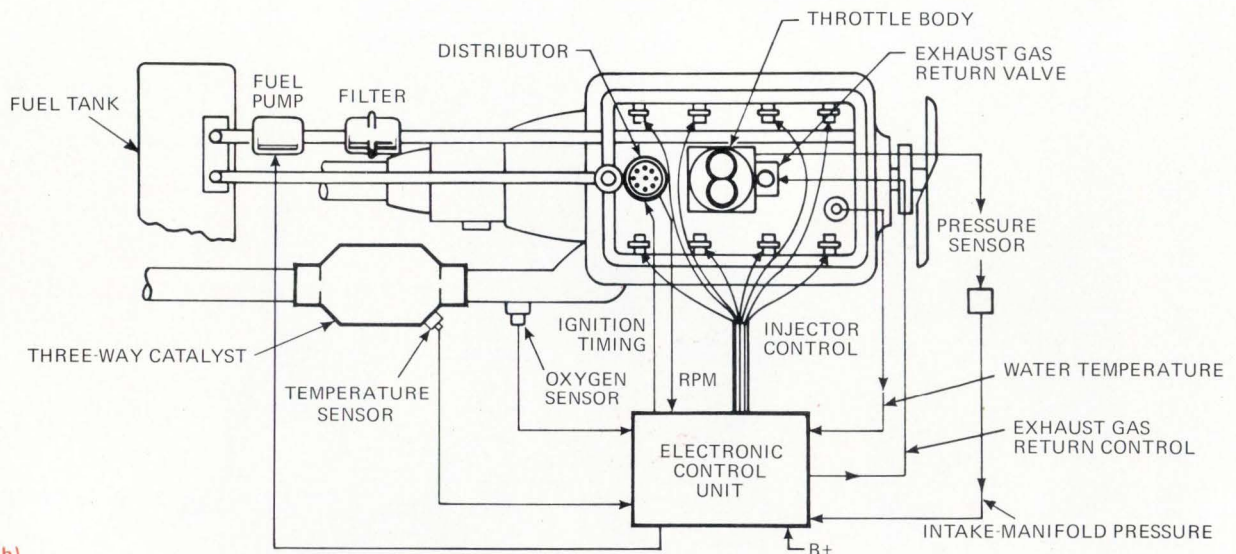 THROTTLE BODY
DISTRIBUTOR
EXHAUST GAS
RETURN VALVE
FUEL
PUMP
FILTER
FUEL TANK
PRESSURE
SENSOR
THREE-WAY CATALYST
TEMPERATURE
SENSOR
OXYGEN
SENSOR
IGNITION
TIMING
RPM
INJECTOR
CONTROL
WATER TEMPERATURE
EXHAUST GAS
RETURN CONTROL
ELECTRONIC
CONTROL
UNIT
INTAKE-MANIFOLD PRESSURE
B+